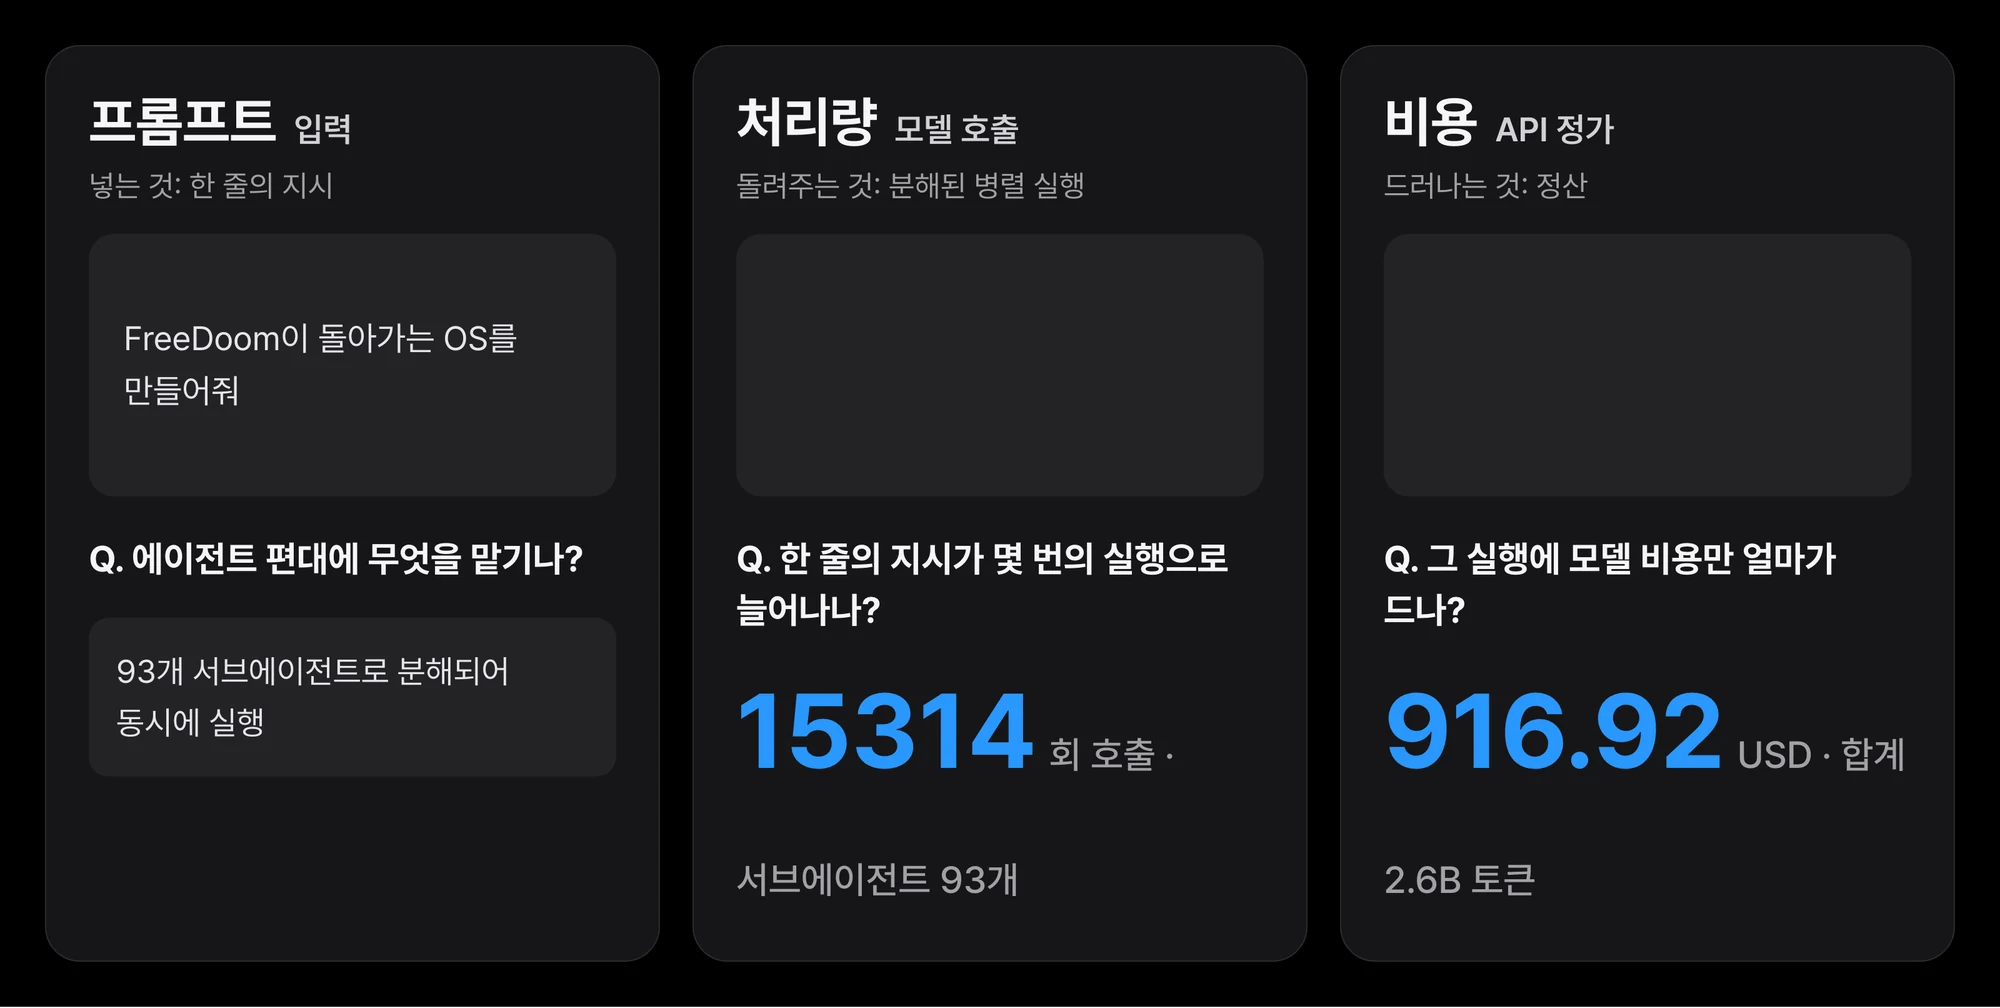 프롬프트 입력
넣는 것: 한 줄의 지시
FreeDoom이 돌아가는 OS를
만들어줘
Q. 에이전트 편대에 무엇을 맡기나?
93개 서브에이전트로 분해되어
동시에 실행
처리량 모델 호출
돌려주는 것: 분해된 병렬 실행
Q. 한 줄의 지시가 몇 번의 실행으로
늘어나나?
15314 회 호출 ·
서브에이전트 93개
비용 API 정가
드러나는 것: 정산
Q. 그 실행에 모델 비용만 얼마가
드나?
916.92 USD · 합계
2.6B 토큰